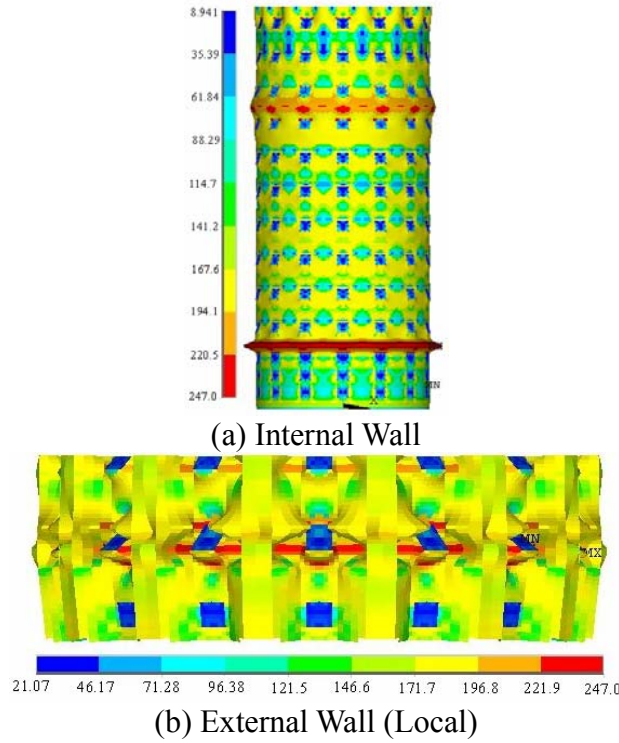 8.941
35.39
61.84
88.29
114.7
141.2
167.6
194.1
220.5
247.0
MN
X
(a) Internal Wall
MN
MX
21.07 46.17 71.28 96.38 121.5 146.6 171.7 196.8 221.9 247.0
(b) External Wall (Local)